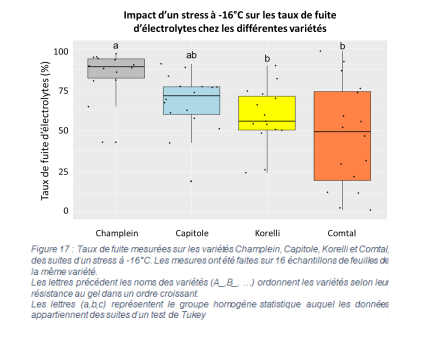 Impact d'un stress à -16°C sur les taux de fuite
d'électrolytes chez les différentes variétés
Taux de fuite d'électrolytes (%)
100
75
50
25
0
a
ab
b
b
Champlein
Capitole
Korelli
Comtal
Figure 17 : Taux de fuite mesurées sur les variétés Champlein, Capitole, Korelli et Comtal,
des suites d'un stress à -16°C. Les mesures ont été faites sur 16 échantillons de feuilles de
la même variété.
Les lettres précédent les noms des variétés (A_,B_, …) ordonnent les variétés selon leur
résistance au gel dans un ordre croissant.
Les lettres (a,b,c) représentent le groupe homogéne statistique auquel les données
appartiennent des suites d'un test de Tukey